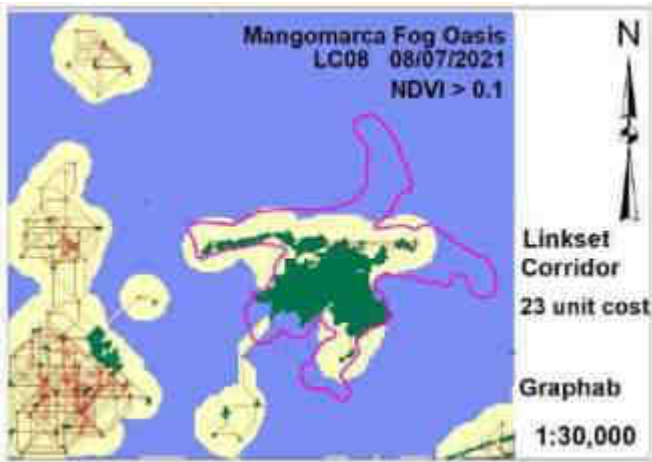 Mangomarca Fog Oasis
LC08 08/07/2021
NDVI > 0.1
N
Linkset
Corridor
23 unit cost
Graphab
1:30,000